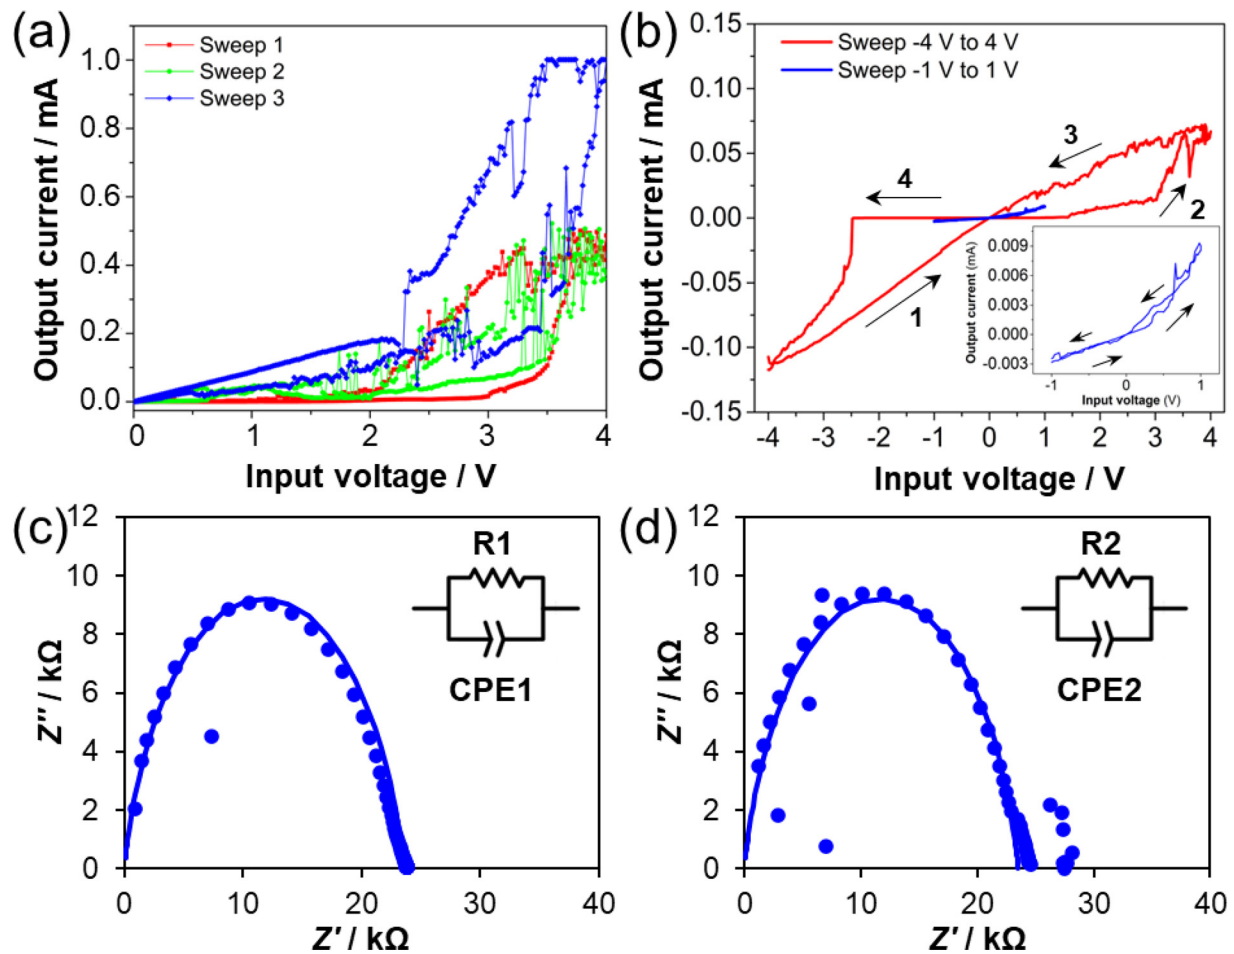 (a)
Sweep 1
Sweep 2
Sweep 3
Output current / mA
1.0
0.8
0.6
0.4
0.2
0.0
0 1 2 3 4
Input voltage / V
(b)
Sweep -4 V to 4 V
Sweep -1 V to 1 V
Output current / mA
0.15
0.10
0.05
0.00
-0.05
-0.10
-0.15
3
4
2
1
-4 -3 -2 -1 0 1 2 3 4
Input voltage / V
Output current (mA)
0.009
0.006
0.003
0.000
-0.003
-1 0 1
Input voltage (V)
(c)
Z″ / kΩ
12
10
8
6
4
2
0
R1
CPE1
0 10 20 30 40
Z′ / kΩ
(d)
Z″ / kΩ
12
10
8
6
4
2
0
R2
CPE2
0 10 20 30 40
Z′ / kΩ